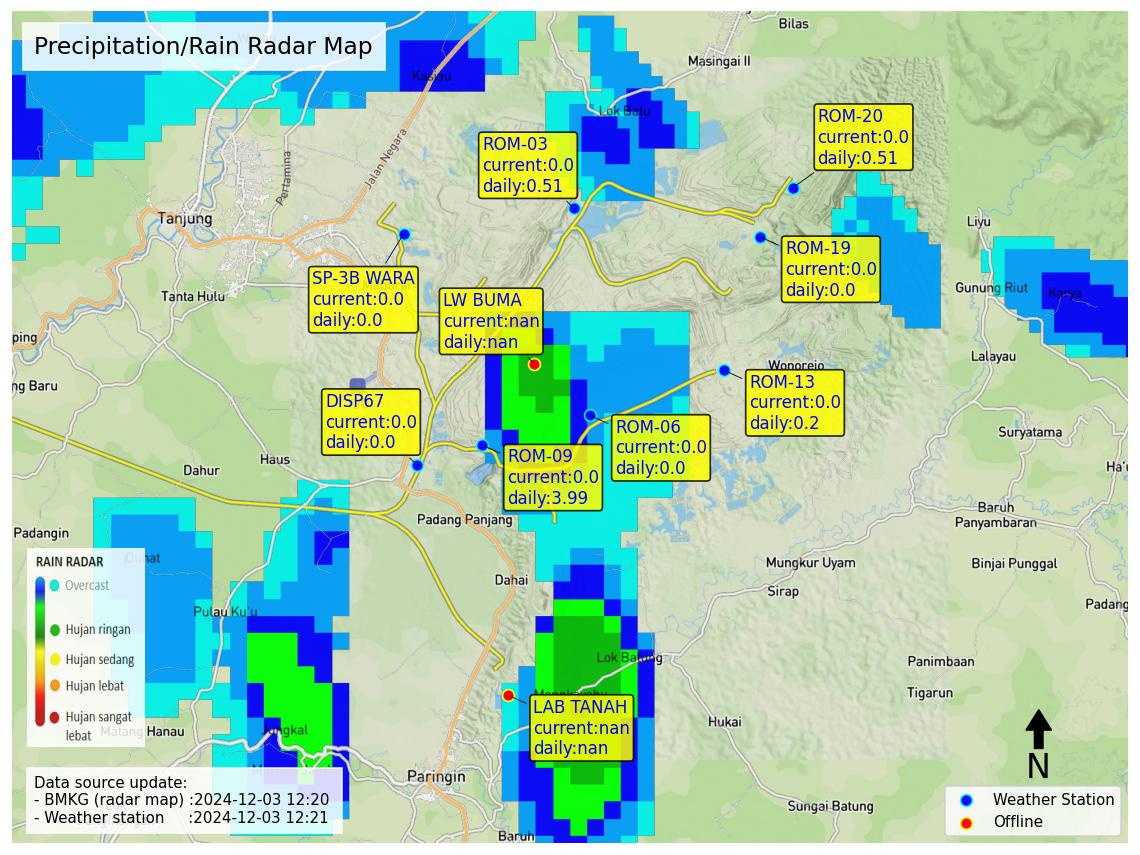 Precipitation/Rain Radar Map
Bilas
Masingai II
Kasiau
Lok Batu
Jalan Negara
Pertamina
ROM-20
current:0.0
daily:0.51
ROM-03
current:0.0
daily:0.51
Tanjung
Liyu
ROM-19
current:0.0
daily:0.0
SP-3B WARA
current:0.0
daily:0.0
LW BUMA
current:nan
daily:nan
Tanta Hulu
Gunung Riut
Karya
ping
Lalayau
Wonorejo
ng Baru
ROM-13
current:0.0
daily:0.2
DISP67
current:0.0
daily:0.0
ROM-06
current:0.0
daily:0.0
Suryatama
ROM-09
current:0.0
daily:3.99
Haus
Dahur
Ha'u
Baruh
Panyambaran
Padang Panjang
Padangin
RAIN RADAR
Overcast
Hujan ringan
Hujan sedang
Hujan lebat
Hujan sangat
lebat
Mungkur Uyam
Binjai Punggal
Dahai
Sirap
Padang
Pulau Ku'u
Lok Batung
Panimbaan
Tigarun
LAB TANAH
current:nan
daily:nan
Hukai
Matang Hanau
Jungkal
Paringin
Sungai Batung
Baruh
N
Data source update:
- BMKG (radar map) :2024-12-03 12:20
- Weather station :2024-12-03 12:21
Weather Station
Offline